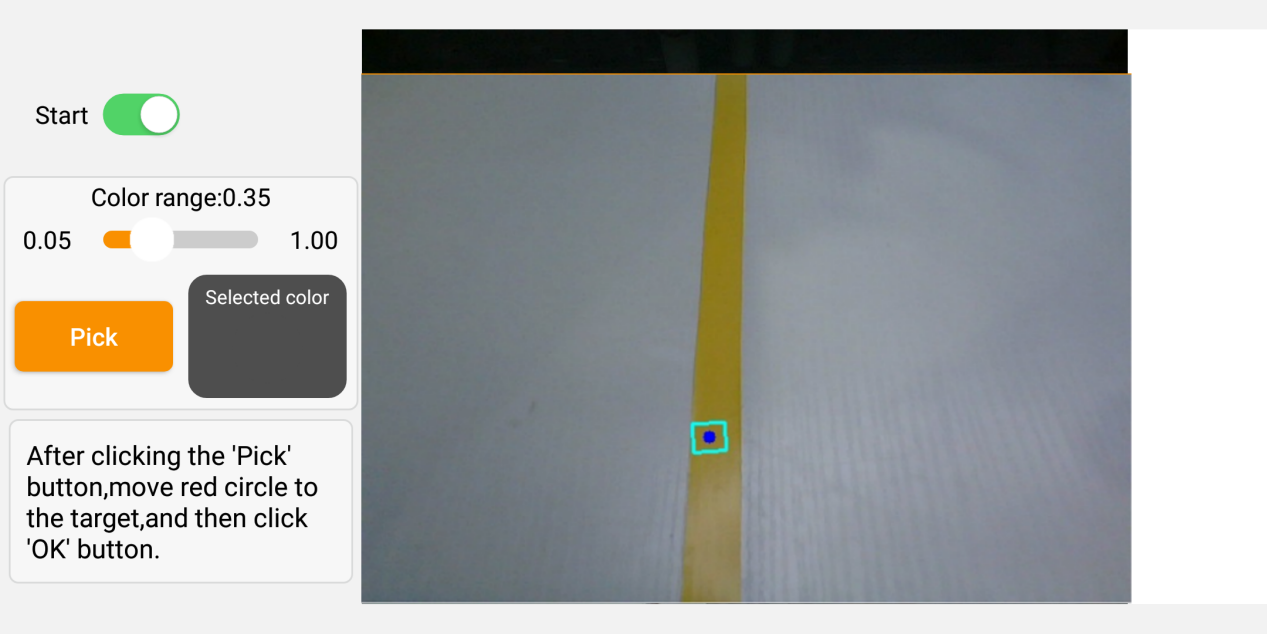 Start
Color range:0.35
0.05 1.00
Pick
Selected color
After clicking the 'Pick'
button,move red circle to
the target,and then click
'OK' button.